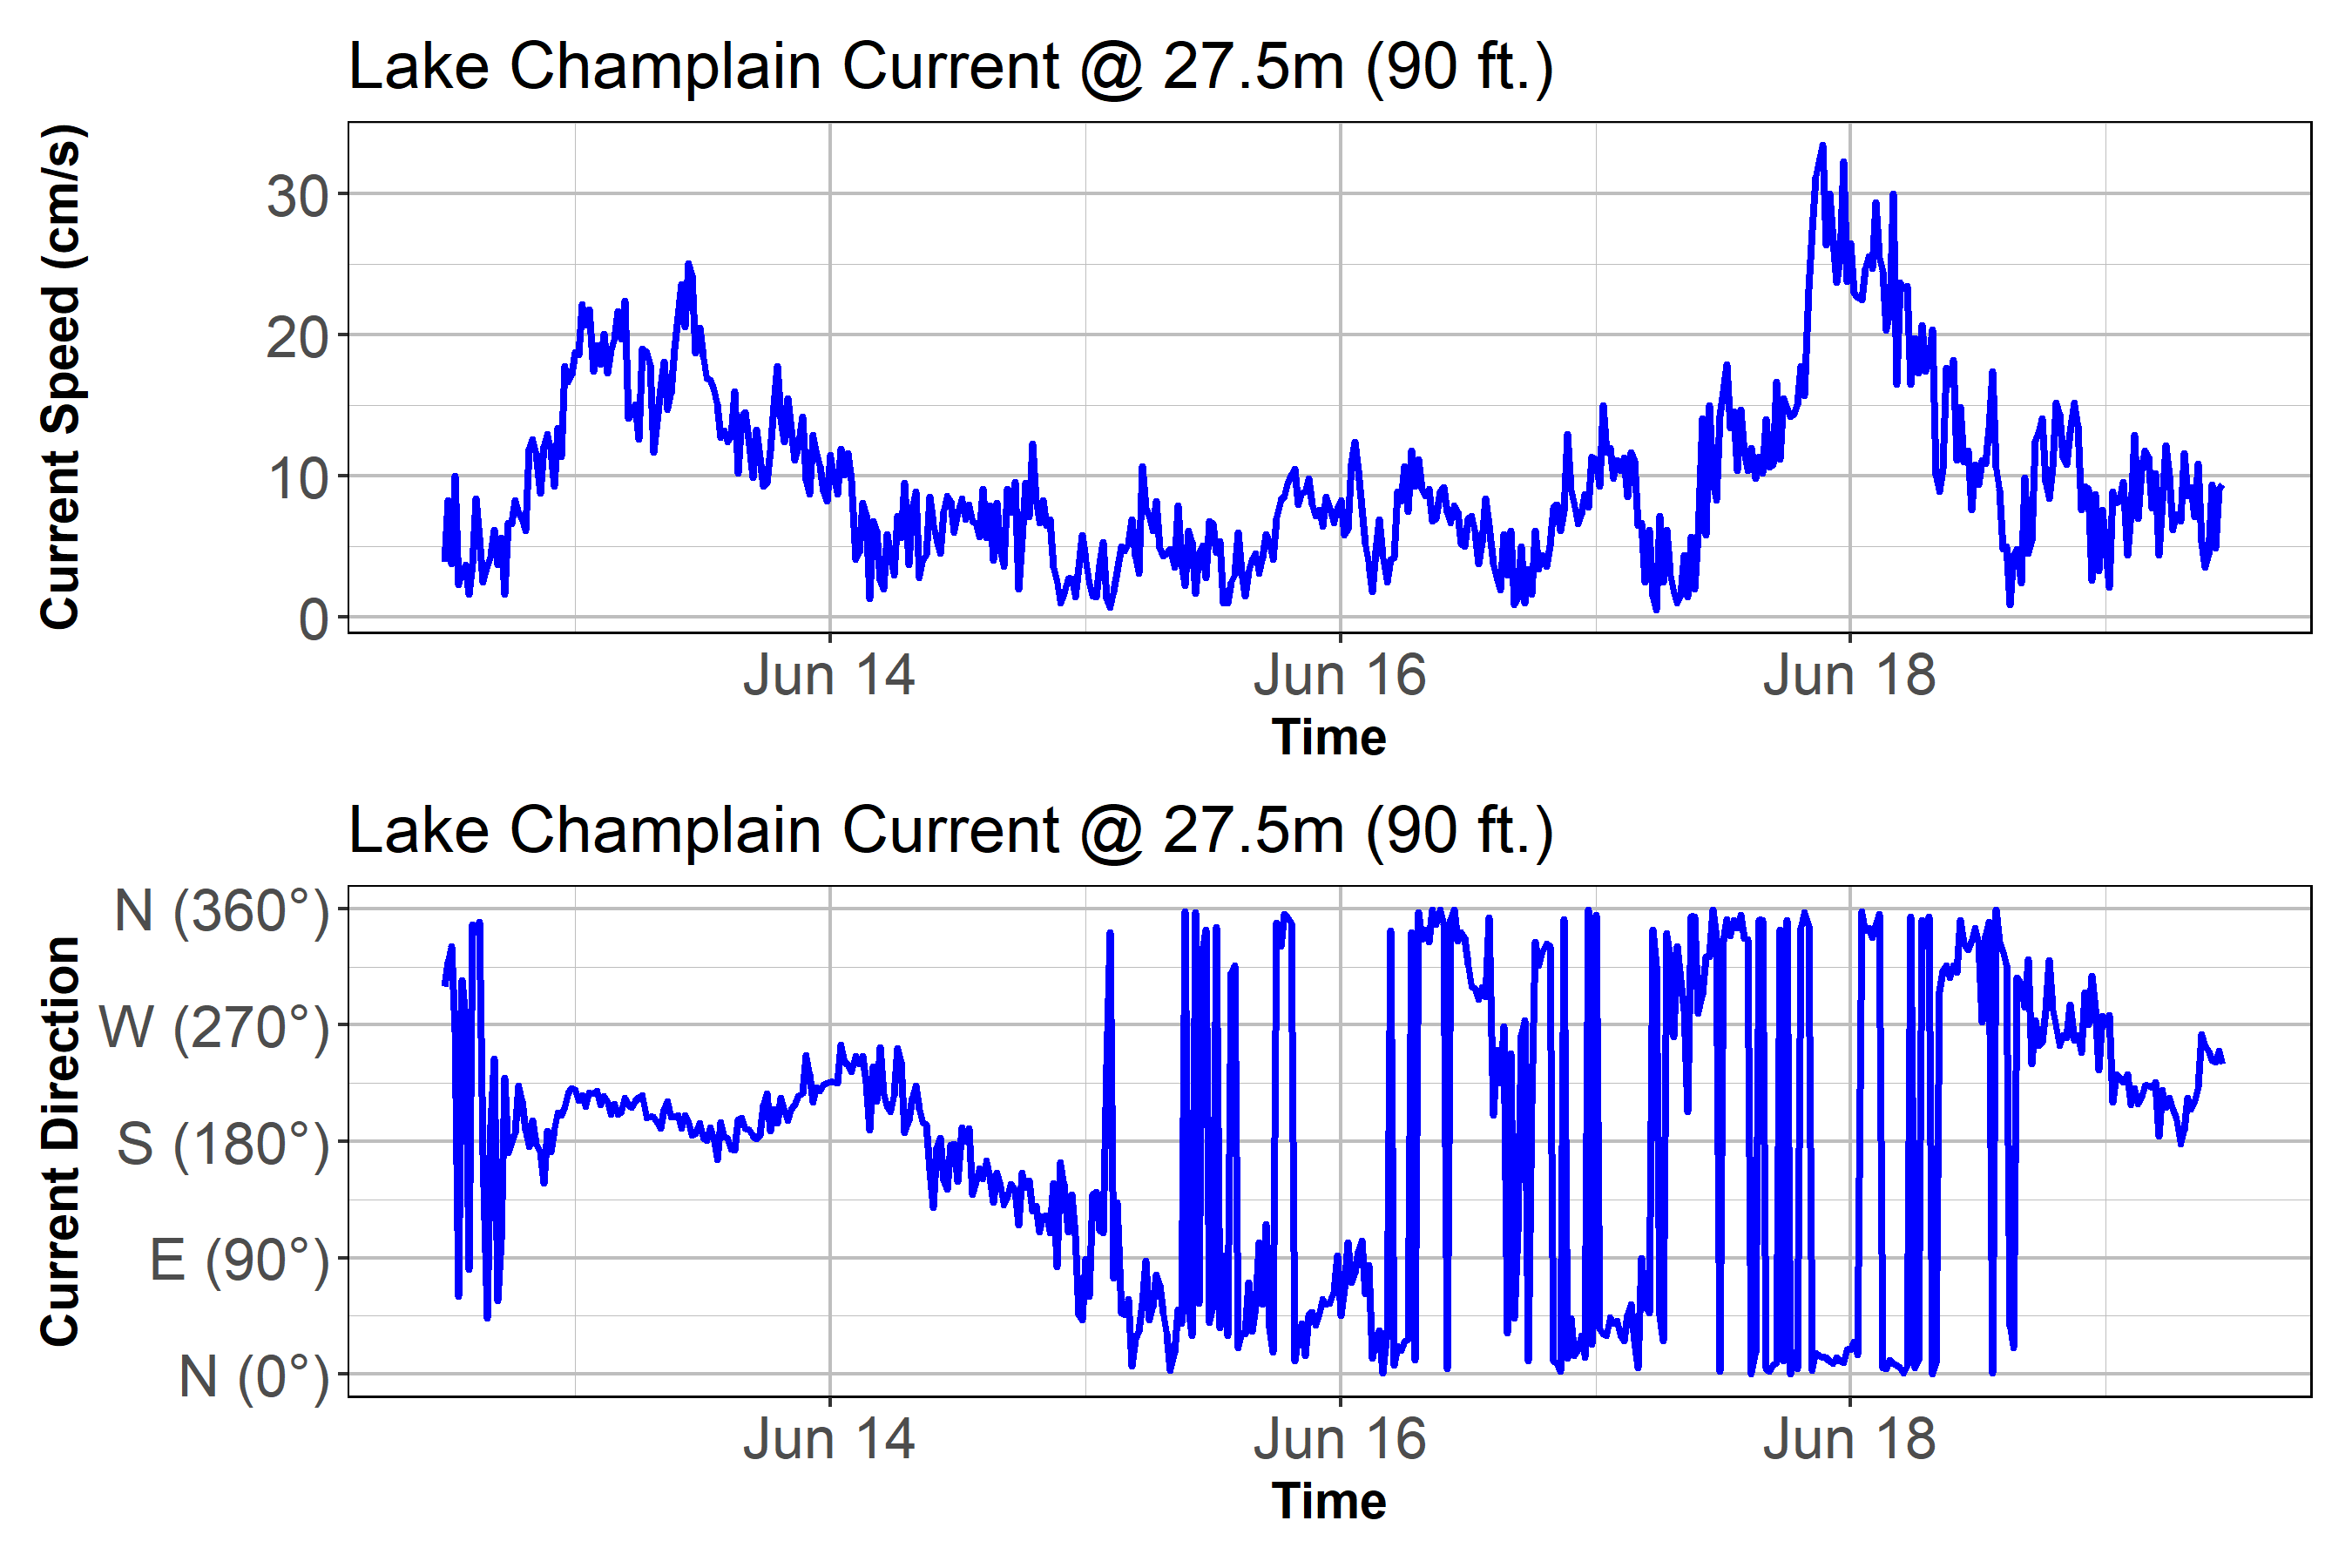 Lake Champlain Current @ 27.5m (90 ft.)
Current Speed (cm/s)
30
20
10
0
Jun 14 Jun 16 Jun 18
Time
Lake Champlain Current @ 27.5m (90 ft.)
Current Direction
N (360°)
W (270°)
S (180°)
E (90°)
N (0°)
Jun 14 Jun 16 Jun 18
Time